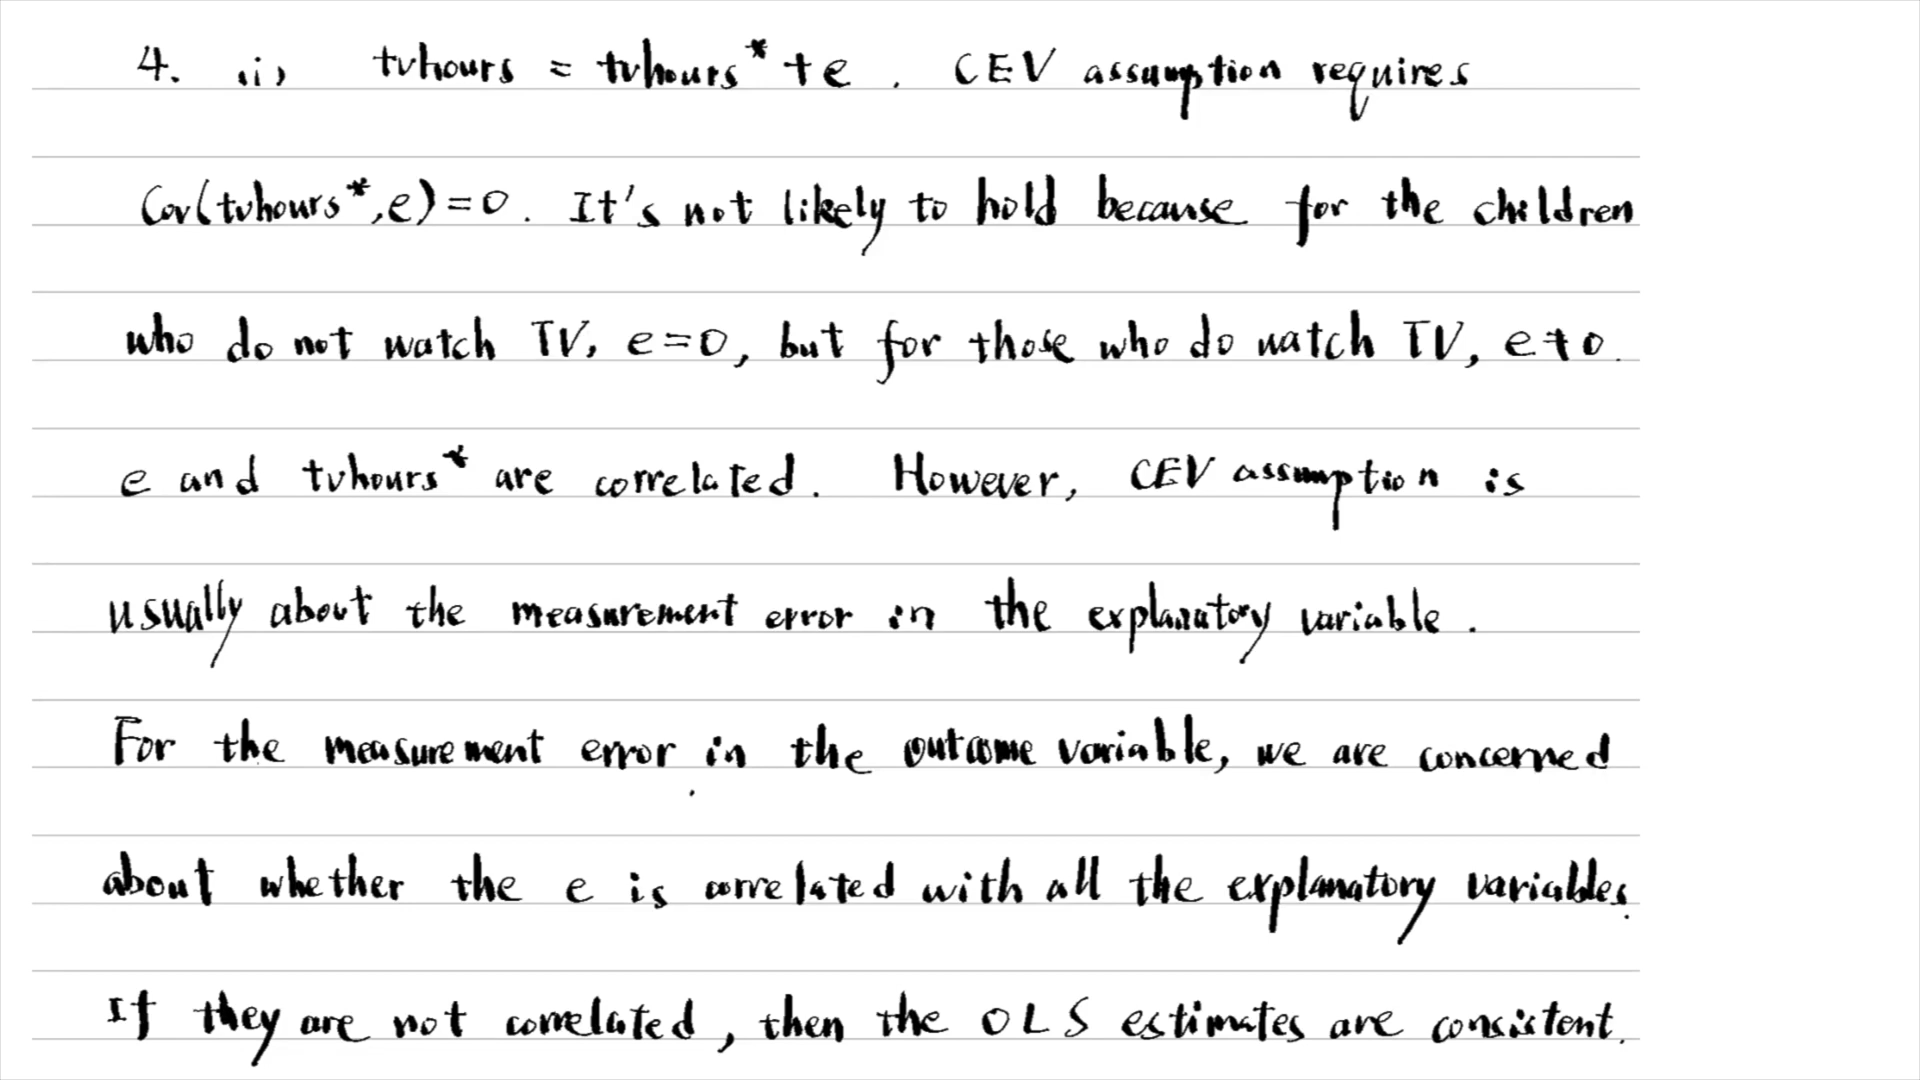 4. (i) tvhours = tvhours* + e . CEV assumption requires
Cov(tvhours*, e) = 0 . It's not likely to hold because for the children
who do not watch TV, e=0, but for those who do watch TV, e≠0.
e and tvhours* are correlated. However, CEV assumption is
usually about the measurement error in the explanatory variable .
For the measurement error in the outcome variable, we are concerned
about whether the e is correlated with all the explanatory variables.
If they are not correlated, then the OLS estimates are consistent.